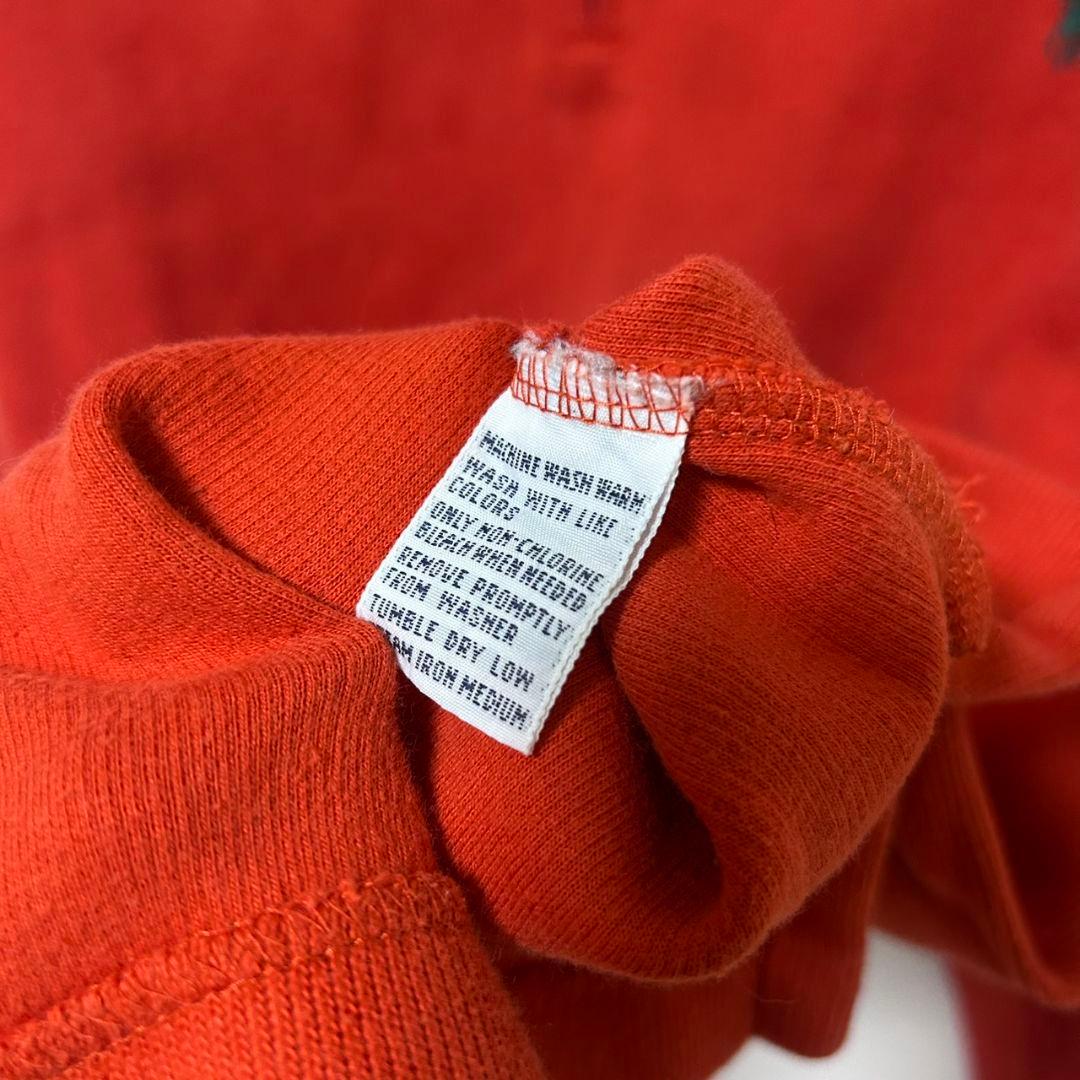 MACHINE WASH WARM
WASH WITH LIKE
COLORS
ONLY NON-CHLORINE
BLEACH WHEN NEEDED
REMOVE PROMPTLY
FROM WASHER
TUMBLE DRY LOW
IRON MEDIUM